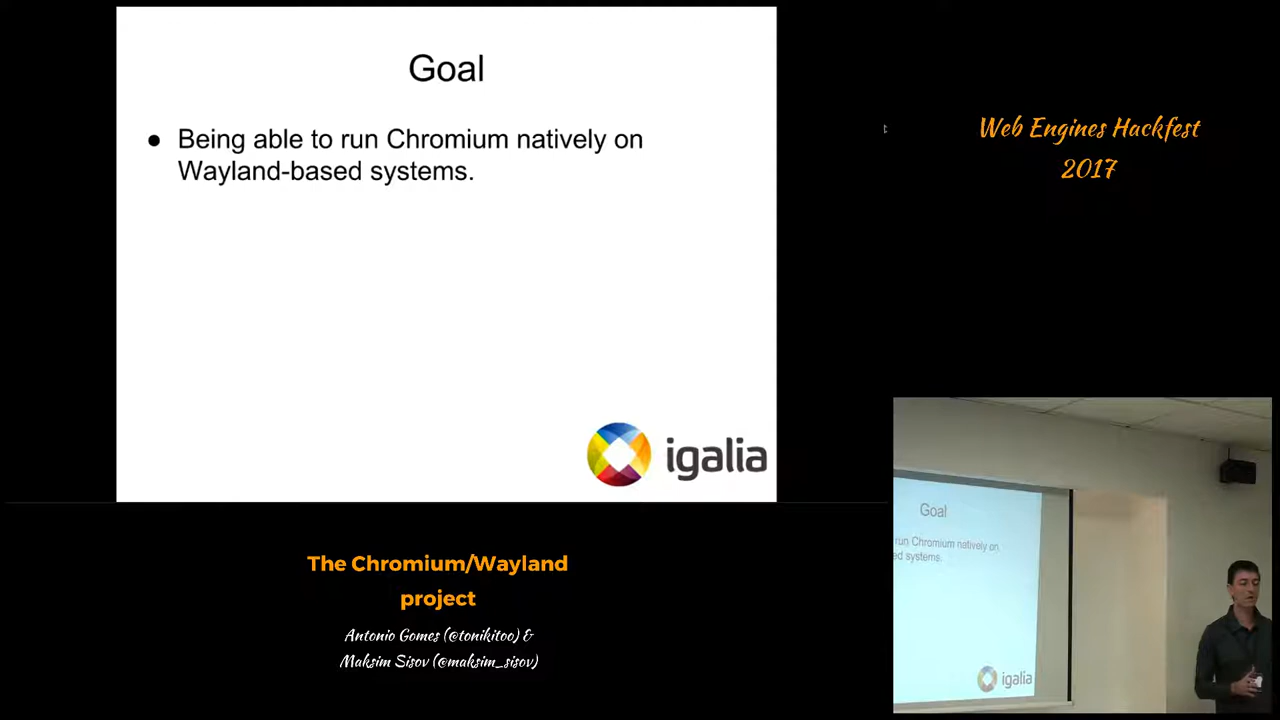 Goal
● Being able to run Chromium natively on
Wayland-based systems.
igalia
Web Engines Hackfest
2017
The Chromium/Wayland
project
Antonio Gomes (@tonikitoo) &
Maksim Sisov (@maksim_sisov)
Goal
run Chromium natively on
ed systems.
igalia